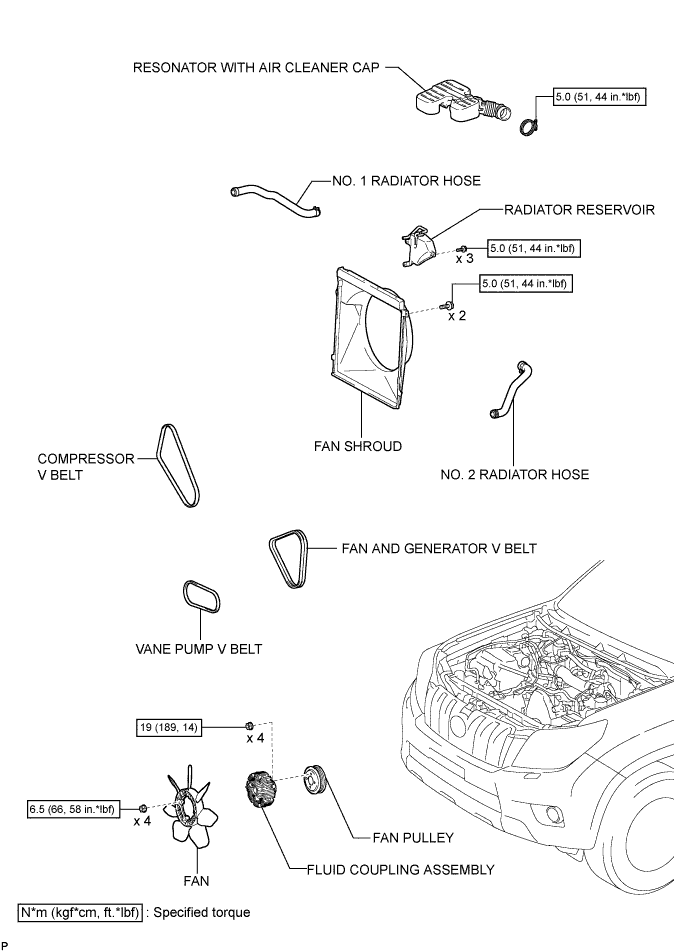 RESONATOR WITH AIR CLEANER CAP
5.0 (51, 44 in.*lbf)
NO. 1 RADIATOR HOSE
RADIATOR RESERVOIR
x 3
5.0 (51, 44 in.*lbf)
5.0 (51, 44 in.*lbf)
x 2
FAN SHROUD
COMPRESSOR
V BELT
NO. 2 RADIATOR HOSE
FAN AND GENERATOR V BELT
VANE PUMP V BELT
19 (189, 14)
x 4
6.5 (66, 58 in.*lbf)
x 4
FAN PULLEY
FLUID COUPLING ASSEMBLY
FAN
N*m (kgf*cm, ft.*lbf) : Specified torque
P